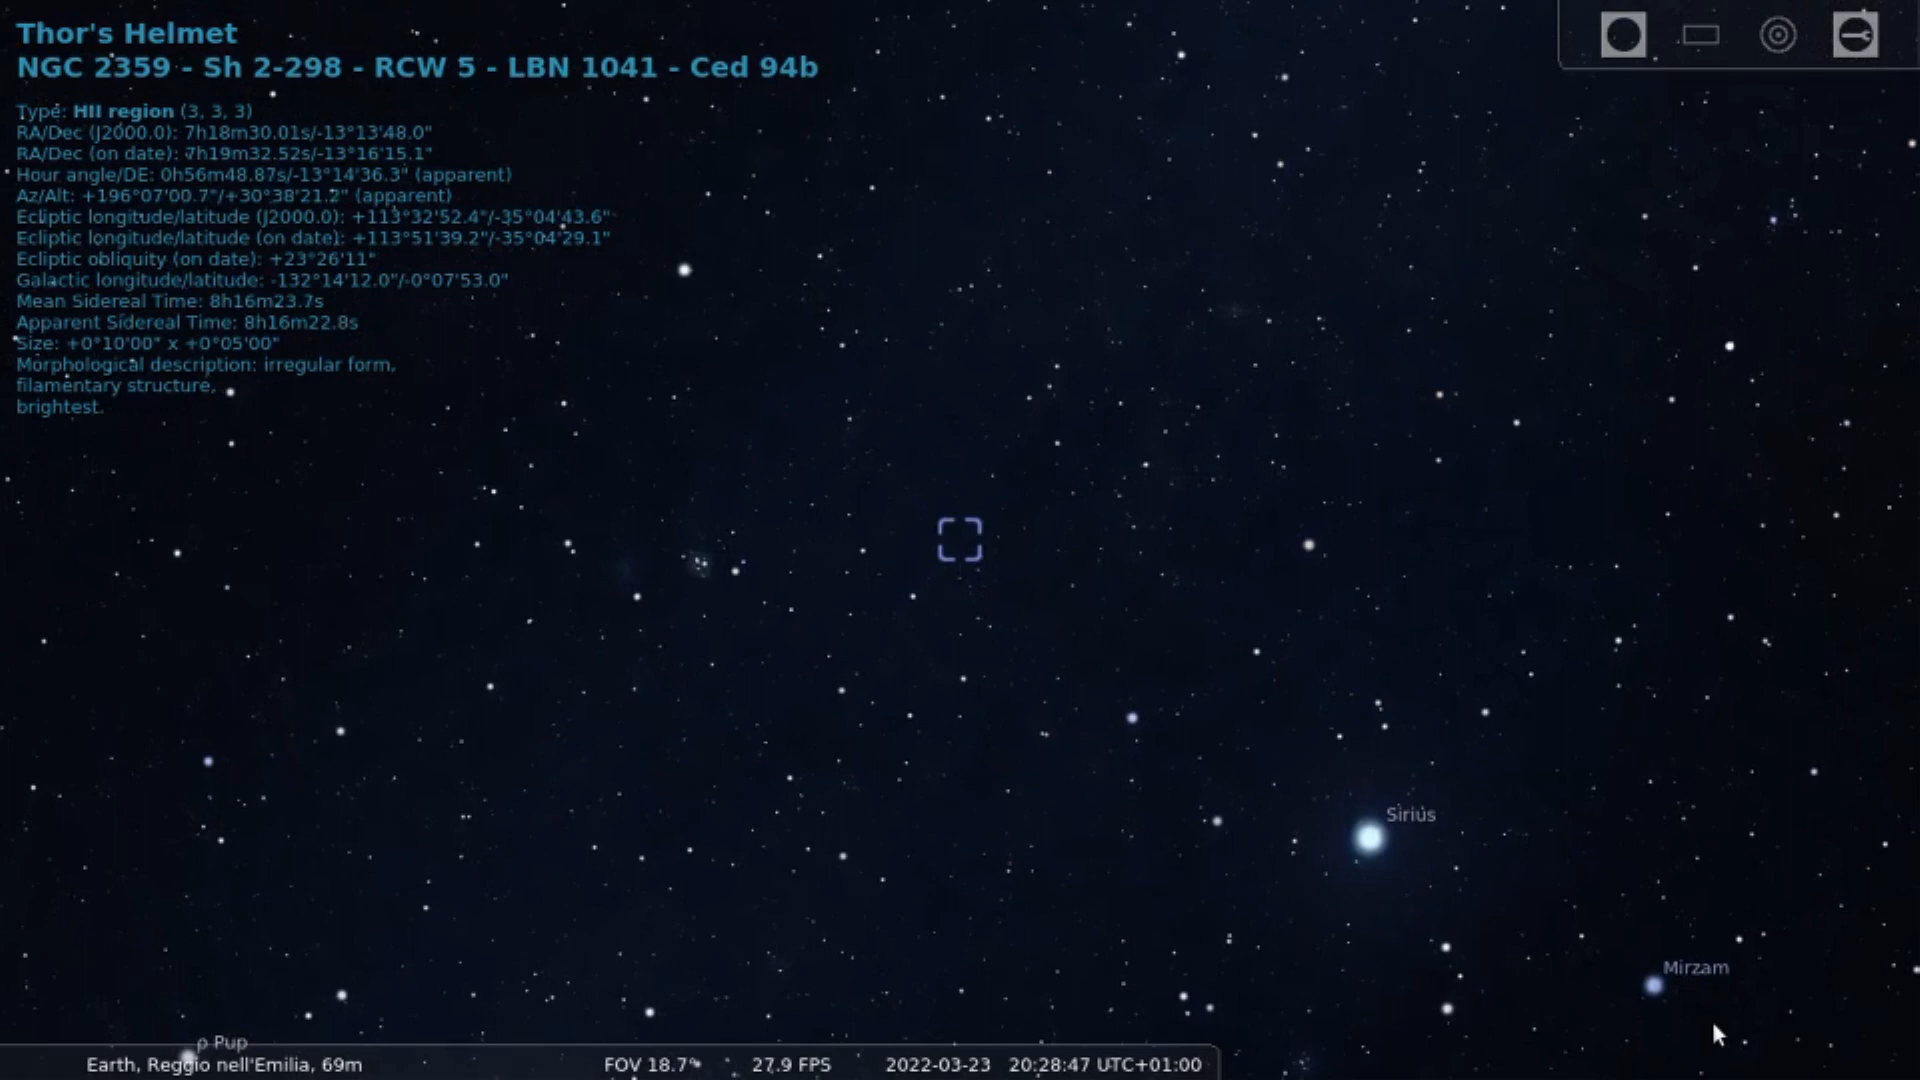 Thor's Helmet
NGC 2359 - Sh 2-298 - RCW 5 - LBN 1041 - Ced 94b
Type: HII region (3, 3, 3)
RA/Dec (J2000.0): 7h18m30.01s/-13°13'48.0"
RA/Dec (on date): 7h19m32.52s/-13°16'15.1"
Hour angle/DE: 0h56m48.87s/-13°14'36.3" (apparent)
Az/Alt: +196°07'00.7"/+30°38'21.2" (apparent)
Ecliptic longitude/latitude (J2000.0): +113°32'52.4"/-35°04'43.6"
Ecliptic longitude/latitude (on date): +113°51'39.2"/-35°04'29.1"
Ecliptic obliquity (on date): +23°26'11"
Galactic longitude/latitude: -132°14'12.0"/-0°07'53.0"
Mean Sidereal Time: 8h16m23.7s
Apparent Sidereal Time: 8h16m22.8s
Size: +0°10'00" x +0°05'00"
Morphological description: irregular form,
filamentary structure,
brightest.
Sirius
Mirzam
ρ Pup
Earth, Reggio nell'Emilia, 69m FOV 18.7° 27.9 FPS 2022-03-23 20:28:47 UTC+01:00